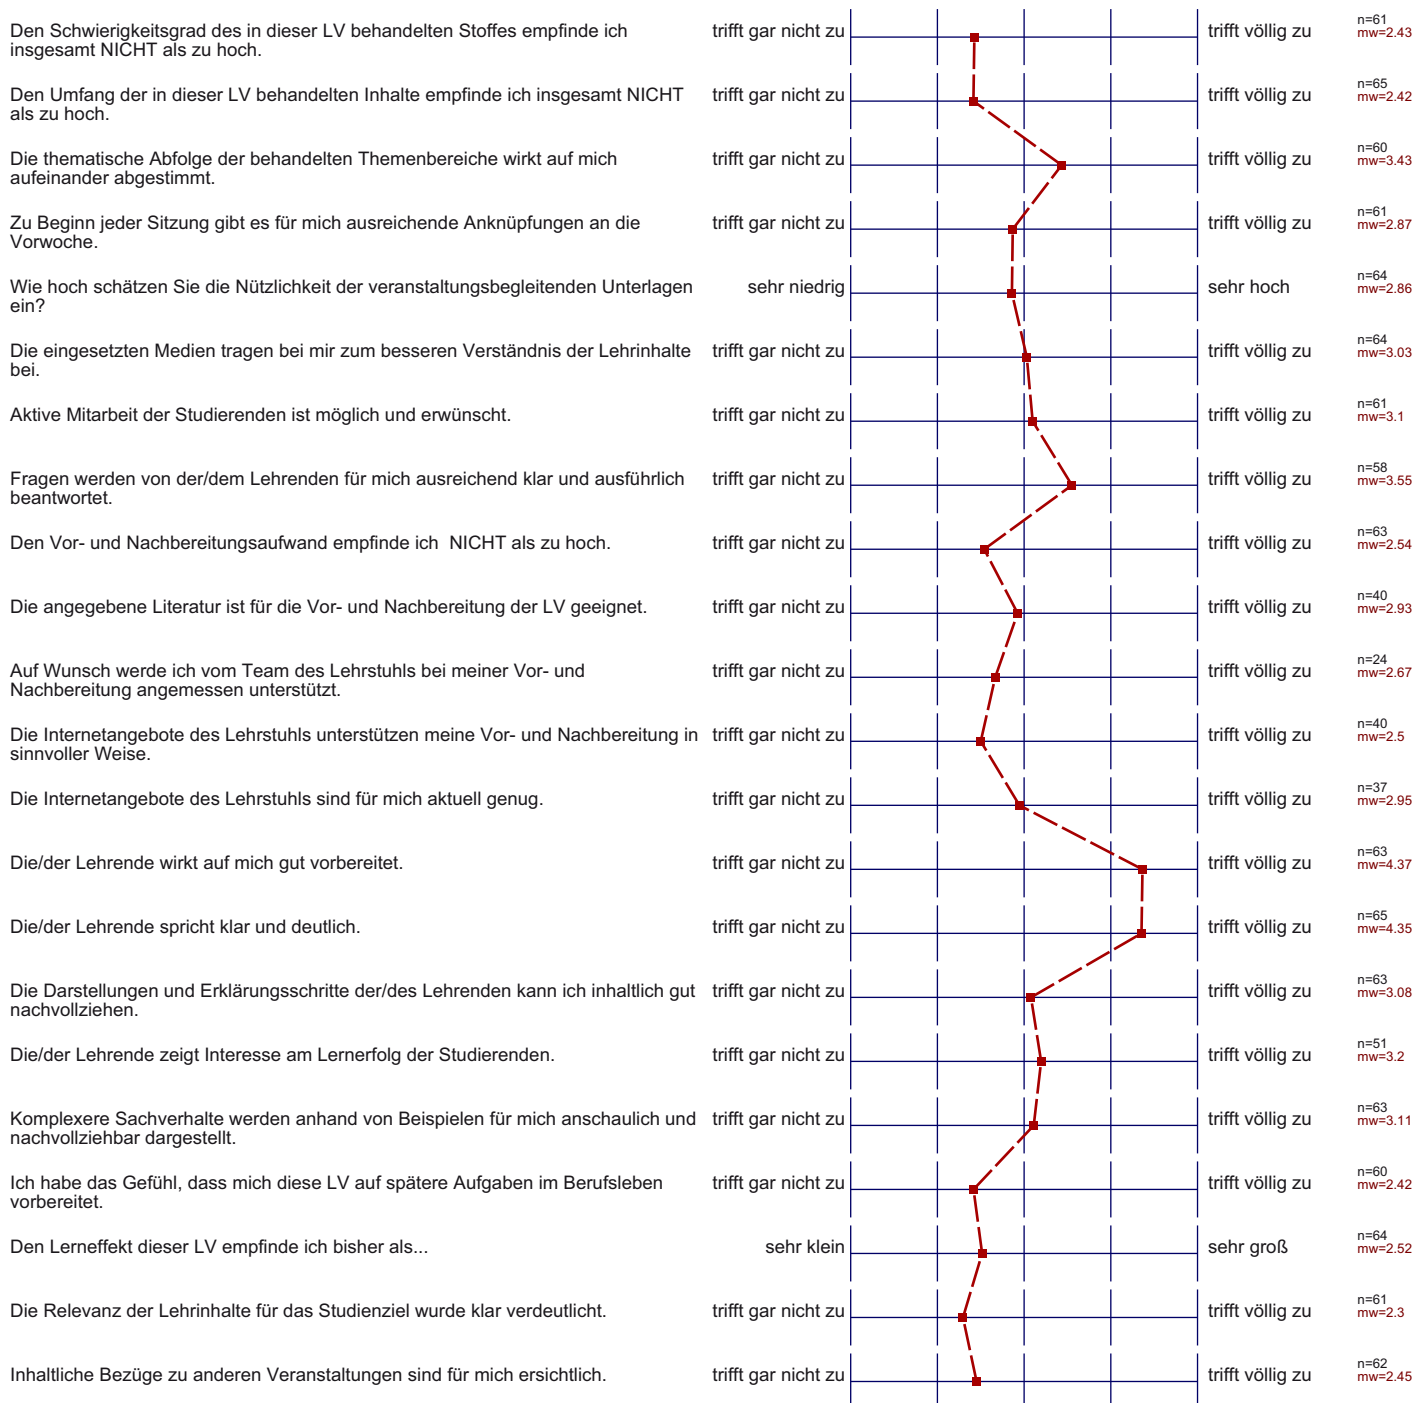 Den Schwierigkeitsgrad des in dieser LV behandelten Stoffes empfinde ich
insgesamt NICHT als zu hoch.
trifft gar nicht zu
trifft völlig zu
n=61
mw=2.43
Den Umfang der in dieser LV behandelten Inhalte empfinde ich insgesamt NICHT
als zu hoch.
trifft gar nicht zu
trifft völlig zu
n=65
mw=2.42
Die thematische Abfolge der behandelten Themenbereiche wirkt auf mich
aufeinander abgestimmt.
trifft gar nicht zu
trifft völlig zu
n=60
mw=3.43
Zu Beginn jeder Sitzung gibt es für mich ausreichende Anknüpfungen an die
Vorwoche.
trifft gar nicht zu
trifft völlig zu
n=61
mw=2.87
Wie hoch schätzen Sie die Nützlichkeit der veranstaltungsbegleitenden Unterlagen
ein?
sehr niedrig
sehr hoch
n=64
mw=2.86
Die eingesetzten Medien tragen bei mir zum besseren Verständnis der Lehrinhalte
bei.
trifft gar nicht zu
trifft völlig zu
n=64
mw=3.03
Aktive Mitarbeit der Studierenden ist möglich und erwünscht.
trifft gar nicht zu
trifft völlig zu
n=61
mw=3.1
Fragen werden von der/dem Lehrenden für mich ausreichend klar und ausführlich
beantwortet.
trifft gar nicht zu
trifft völlig zu
n=58
mw=3.55
Den Vor- und Nachbereitungsaufwand empfinde ich  NICHT als zu hoch.
trifft gar nicht zu
trifft völlig zu
n=63
mw=2.54
Die angegebene Literatur ist für die Vor- und Nachbereitung der LV geeignet.
trifft gar nicht zu
trifft völlig zu
n=40
mw=2.93
Auf Wunsch werde ich vom Team des Lehrstuhls bei meiner Vor- und
Nachbereitung angemessen unterstützt.
trifft gar nicht zu
trifft völlig zu
n=24
mw=2.67
Die Internetangebote des Lehrstuhls unterstützen meine Vor- und Nachbereitung in
sinnvoller Weise.
trifft gar nicht zu
trifft völlig zu
n=40
mw=2.5
Die Internetangebote des Lehrstuhls sind für mich aktuell genug.
trifft gar nicht zu
trifft völlig zu
n=37
mw=2.95
Die/der Lehrende wirkt auf mich gut vorbereitet.
trifft gar nicht zu
trifft völlig zu
n=63
mw=4.37
Die/der Lehrende spricht klar und deutlich.
trifft gar nicht zu
trifft völlig zu
n=65
mw=4.35
Die Darstellungen und Erklärungsschritte der/des Lehrenden kann ich inhaltlich gut
nachvollziehen.
trifft gar nicht zu
trifft völlig zu
n=63
mw=3.08
Die/der Lehrende zeigt Interesse am Lernerfolg der Studierenden.
trifft gar nicht zu
trifft völlig zu
n=51
mw=3.2
Komplexere Sachverhalte werden anhand von Beispielen für mich anschaulich und
nachvollziehbar dargestellt.
trifft gar nicht zu
trifft völlig zu
n=63
mw=3.11
Ich habe das Gefühl, dass mich diese LV auf spätere Aufgaben im Berufsleben
vorbereitet.
trifft gar nicht zu
trifft völlig zu
n=60
mw=2.42
Den Lerneffekt dieser LV empfinde ich bisher als...
sehr klein
sehr groß
n=64
mw=2.52
Die Relevanz der Lehrinhalte für das Studienziel wurde klar verdeutlicht.
trifft gar nicht zu
trifft völlig zu
n=61
mw=2.3
Inhaltliche Bezüge zu anderen Veranstaltungen sind für mich ersichtlich.
trifft gar nicht zu
trifft völlig zu
n=62
mw=2.45